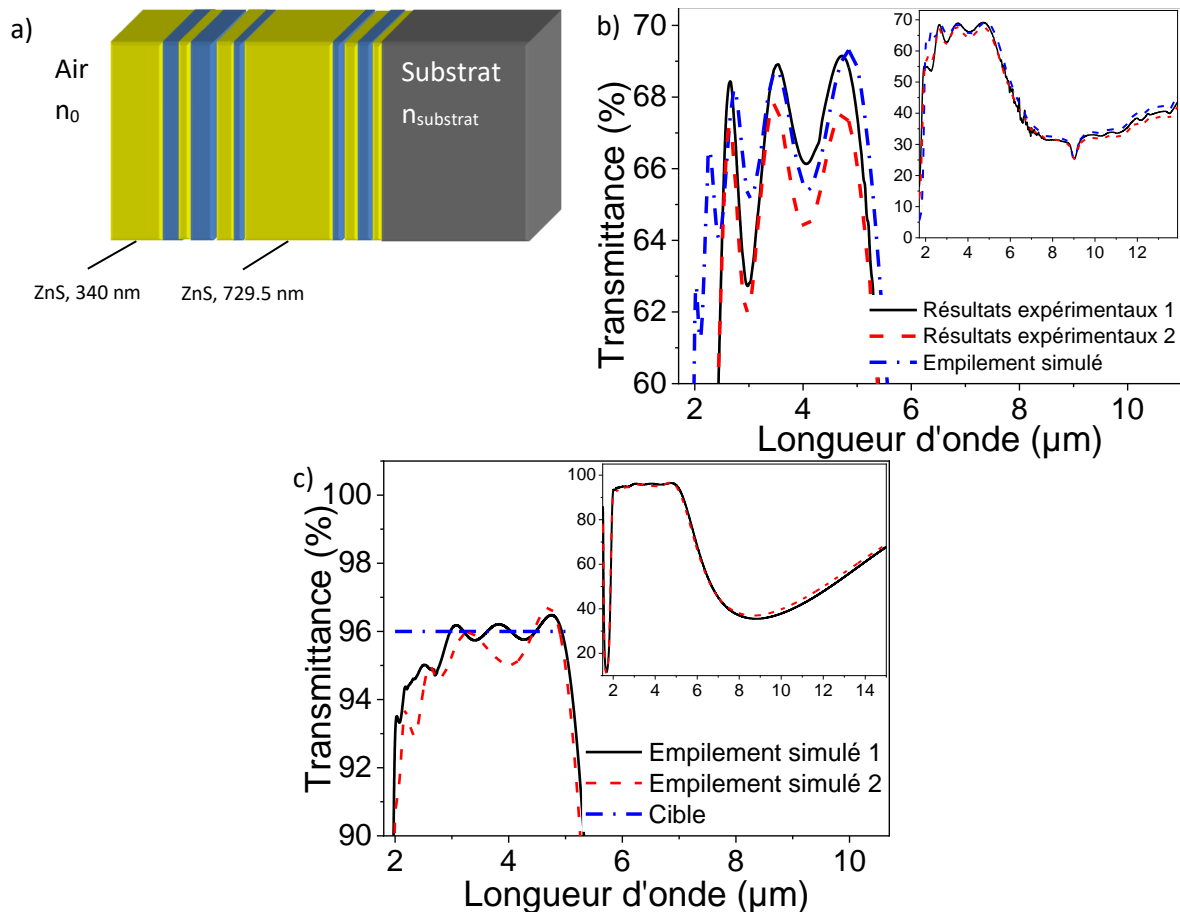 a)
Air
n0
Substrat
nsubstrat
ZnS, 340 nm
ZnS, 729.5 nm
b)
Transmittance (%)
70
68
66
64
62
60
2
4
6
8
10
Longueur d'onde (µm)
Résultats expérimentaux 1
Résultats expérimentaux 2
Empilement simulé
70
60
50
40
30
20
10
0
2
4
6
8
10
12
c)
Transmittance (%)
100
98
96
94
92
90
2
4
6
8
10
Longueur d'onde (µm)
Empilement simulé 1
Empilement simulé 2
Cible
100
80
60
40
20
2
4
6
8
10
12
14